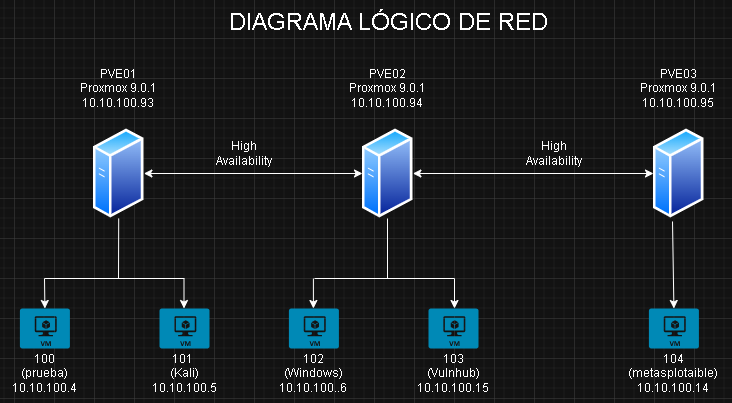 DIAGRAMA LÓGICO DE RED
PVE01
Proxmox 9.0.1
10.10.100.93
PVE02
Proxmox 9.0.1
10.10.100.94
PVE03
Proxmox 9.0.1
10.10.100.95
High
Availability
High
Availability
VM
100
(prueba)
10.10.100.4
VM
101
(Kali)
10.10.100.5
VM
102
(Windows)
10.10.100..6
VM
103
(Vulnhub)
10.10.100.15
VM
104
(metasplotaible)
10.10.100.14